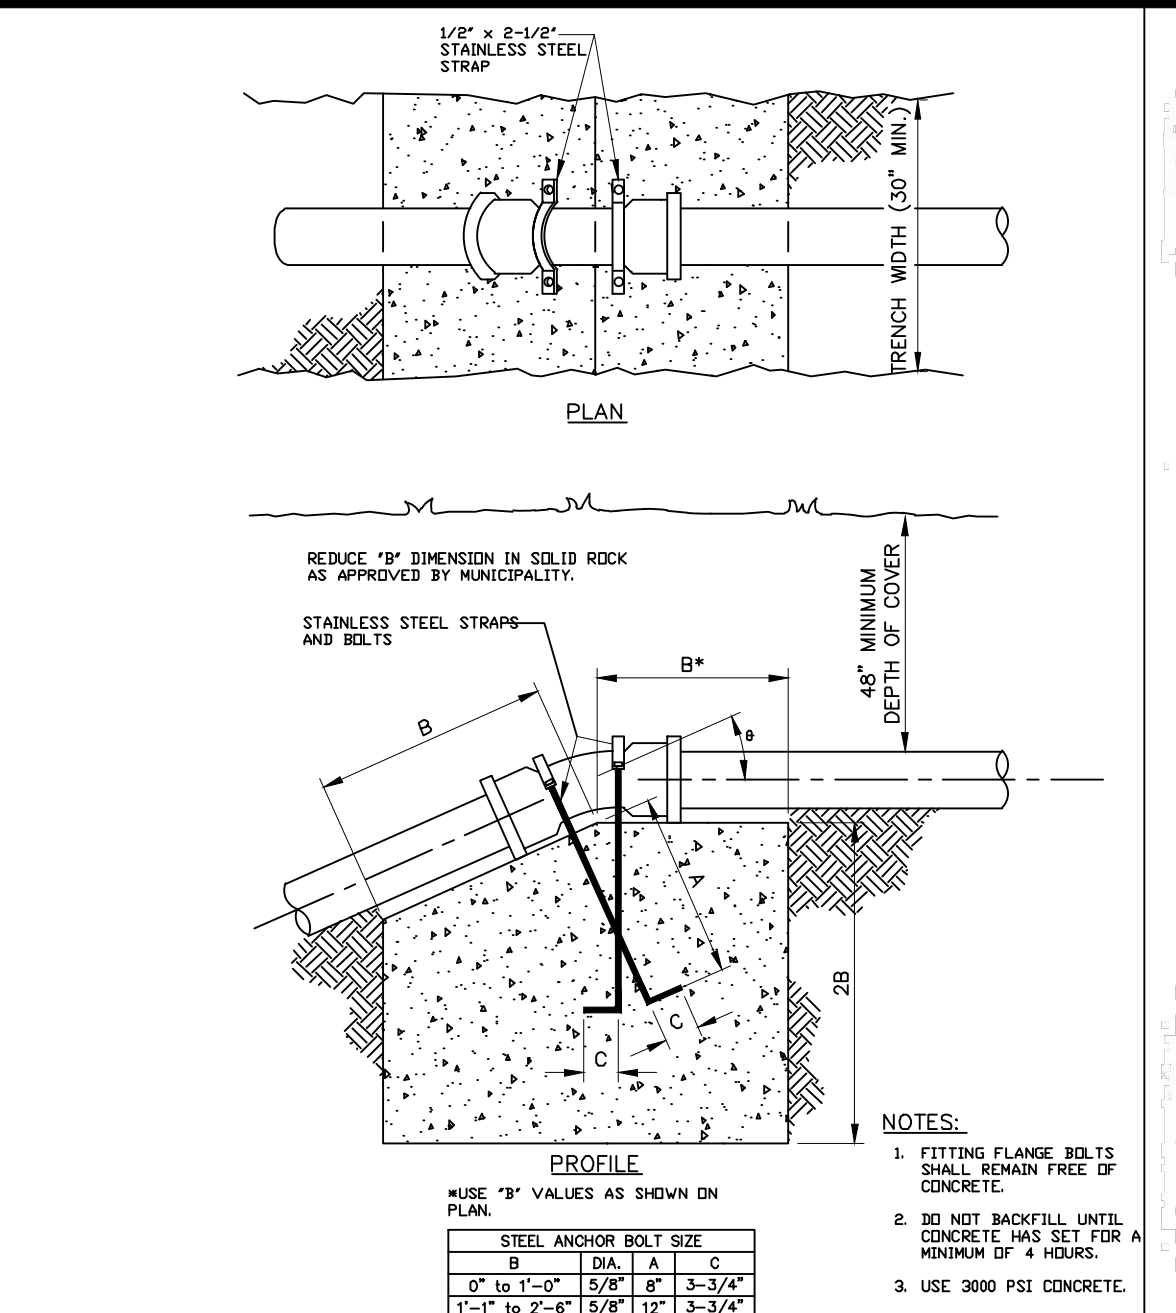 1/2" x 2-1/2"
STAINLESS STEEL
STRAP
TRENCH WIDTH (30" MIN.)
PLAN
REDUCE "B" DIMENSION IN SOLID ROCK
AS APPROVED BY MUNICIPALITY.
STAINLESS STEEL STRAPS
AND BOLTS
48" MINIMUM
DEPTH OF COVER
B*
B
θ
A
2B
C
C
PROFILE
*USE "B" VALUES AS SHOWN ON
PLAN.
STEEL ANCHOR BOLT SIZE
B DIA. A C
0" to 1'-0" 5/8" 8" 3-3/4"
1'-1" to 2'-6" 5/8" 12" 3-3/4"
NOTES:
1. FITTING FLANGE BOLTS
SHALL REMAIN FREE OF
CONCRETE.
2. DO NOT BACKFILL UNTIL
CONCRETE HAS SET FOR A
MINIMUM OF 4 HOURS.
3. USE 3000 PSI CONCRETE.